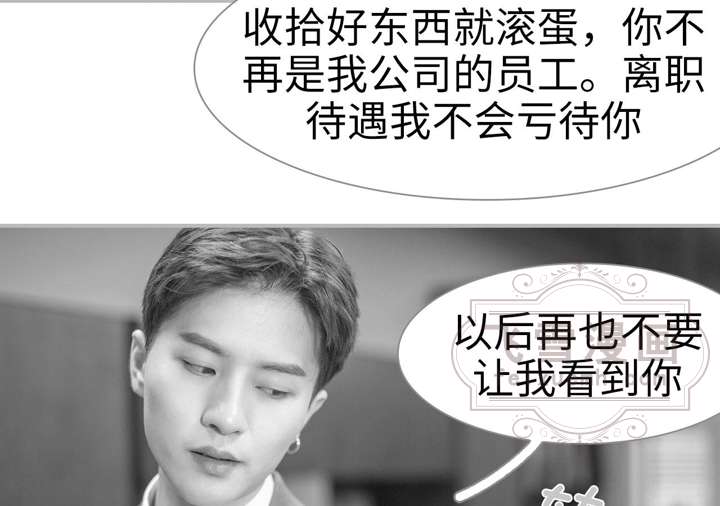 收拾好东西就滚蛋，你不
再是我公司的员工。离职
待遇我不会亏待你
以后再也不要
让我看到你